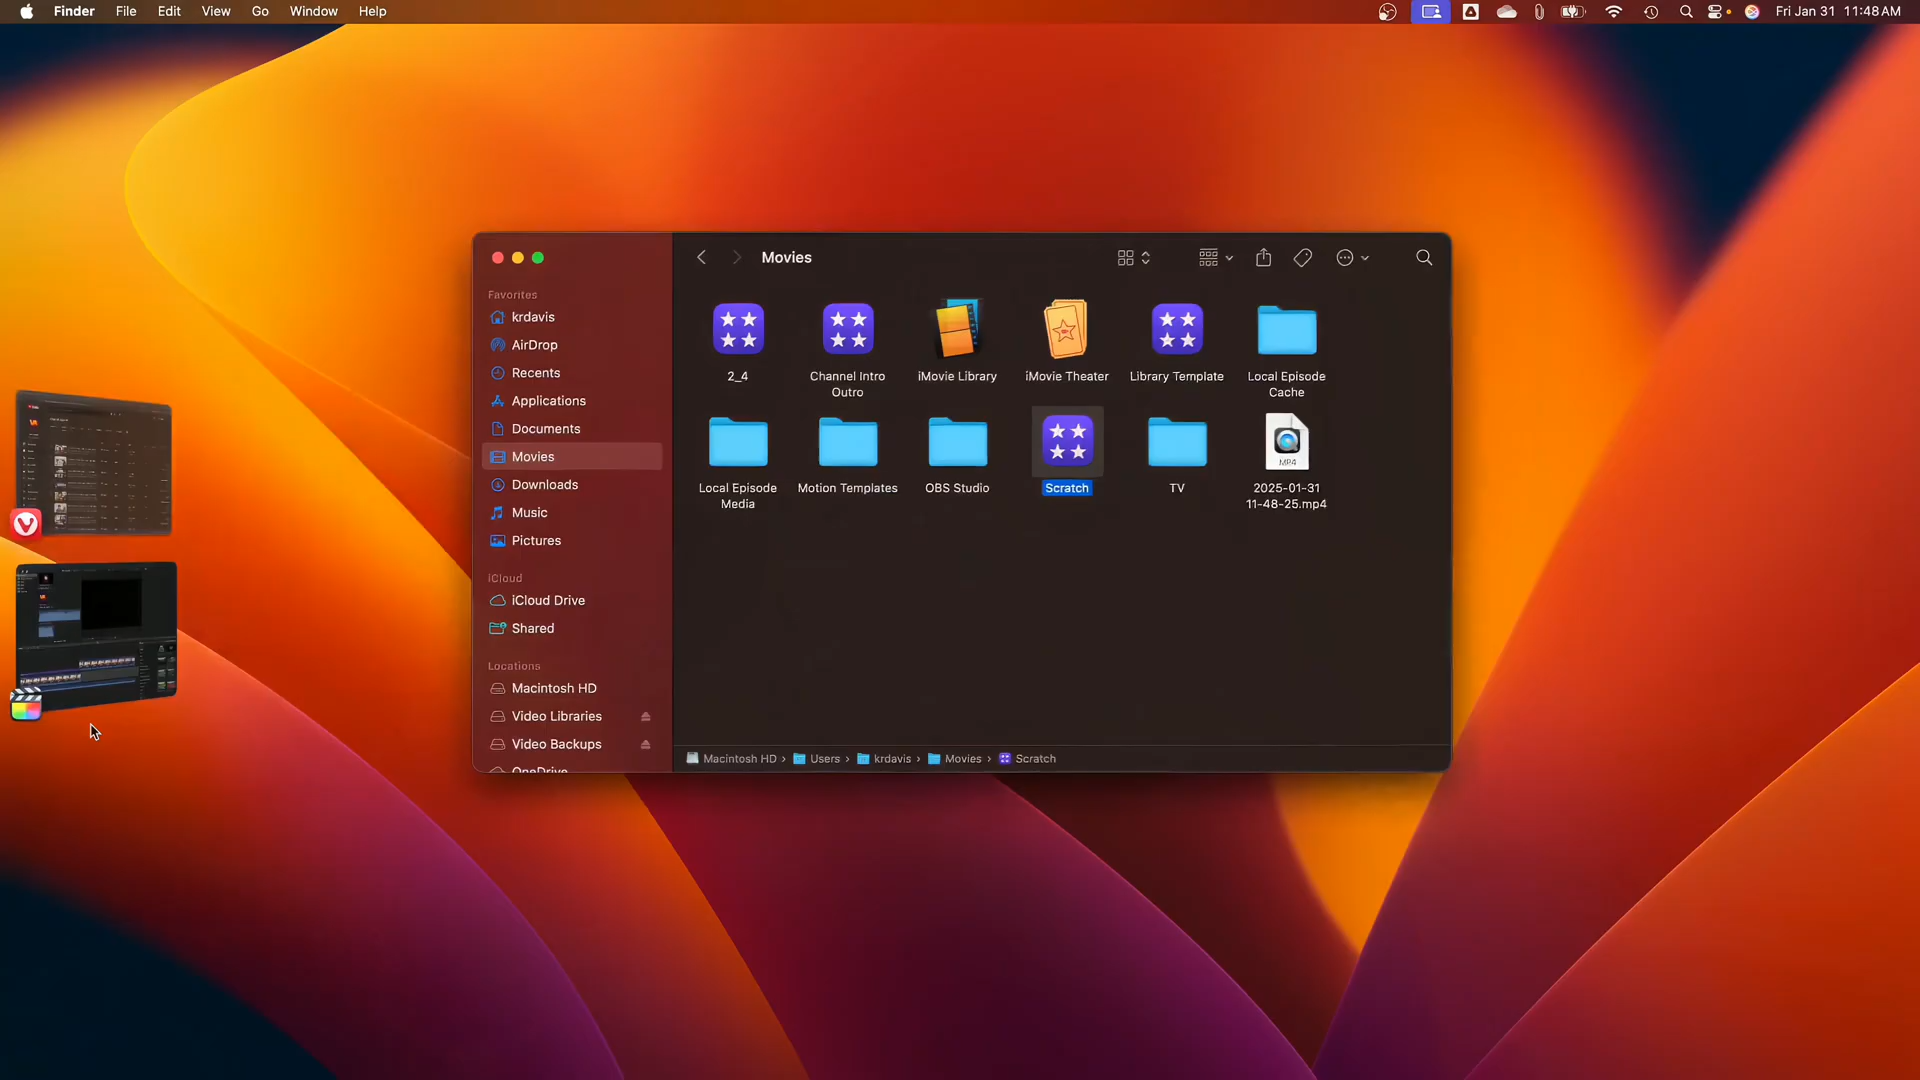 Finder File Edit View Go Window Help Fri Jan 31 11:48 AM
Movies
Favorites
krdavis
AirDrop
Recents
Applications
Documents
Movies
Downloads
Music
Pictures
iCloud
iCloud Drive
Shared
Locations
Macintosh HD
Video Libraries
Video Backups
OneDrive
2_4
Channel Intro
Outro
iMovie Library
iMovie Theater
Library Template
Local Episode
Cache
Local Episode
Media
Motion Templates
OBS Studio
Scratch
TV
MP4
2025-01-31
11-48-25.mp4
Macintosh HD › Users › krdavis › Movies › Scratch